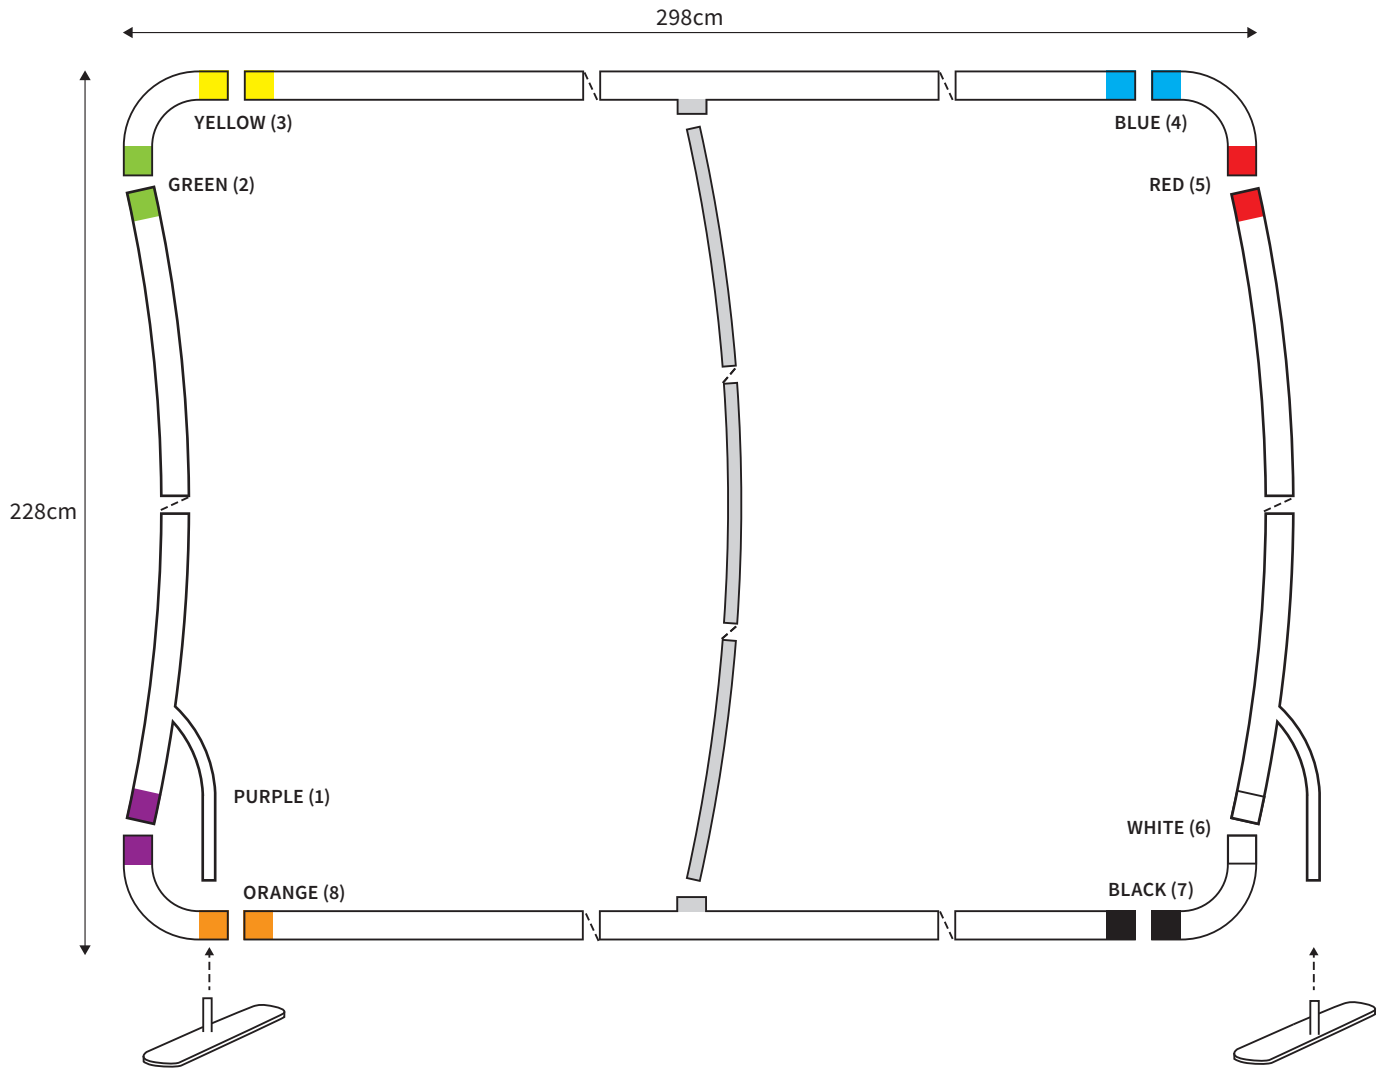 298cm
YELLOW (3)
BLUE (4)
GREEN (2)
RED (5)
228cm
PURPLE (1)
WHITE (6)
ORANGE (8)
BLACK (7)